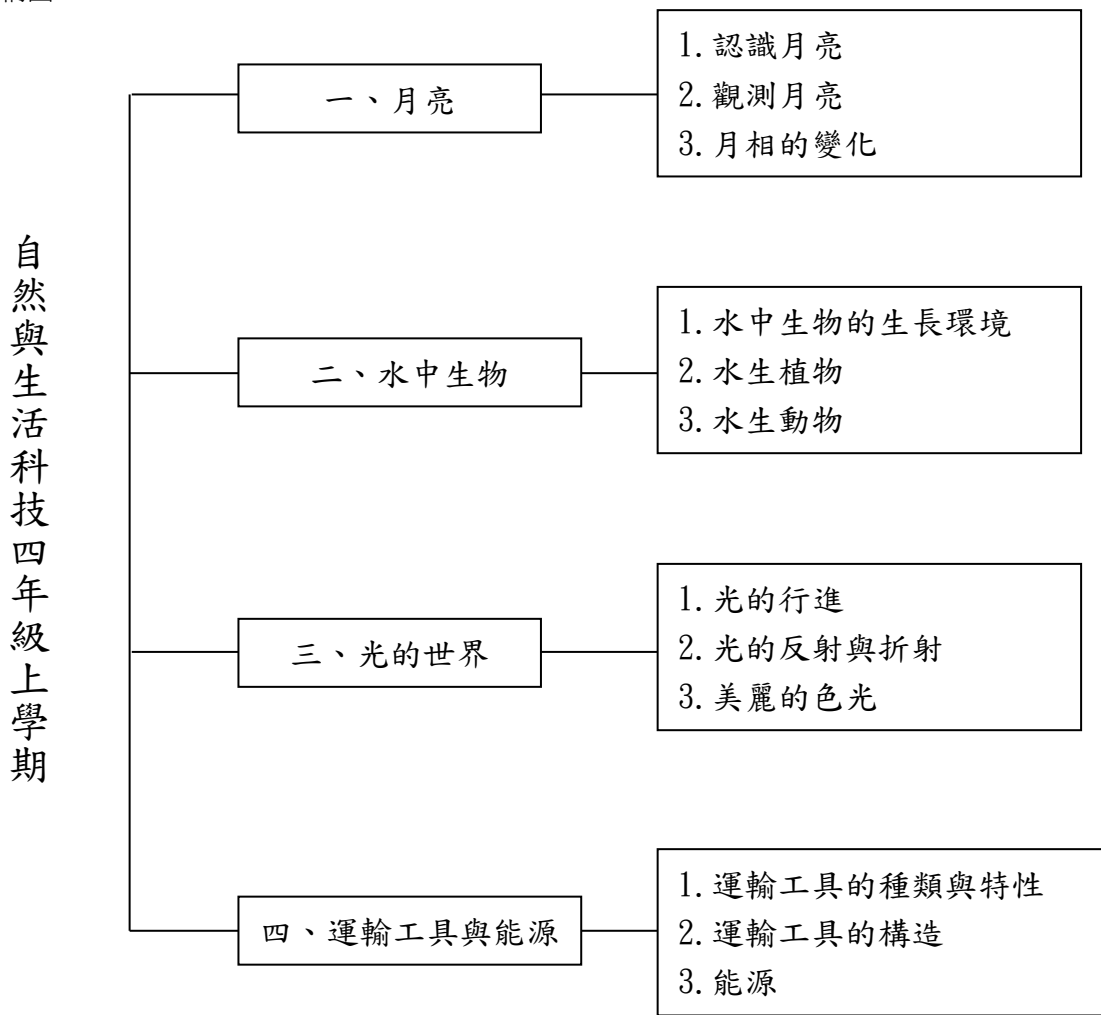 自然與生活科技四年級上學期
一、月亮
1.認識月亮
2.觀測月亮
3.月相的變化
二、水中生物
1.水中生物的生長環境
2.水生植物
3.水生動物
三、光的世界
1.光的行進
2.光的反射與折射
3.美麗的色光
四、運輸工具與能源
1.運輸工具的種類與特性
2.運輸工具的構造
3.能源